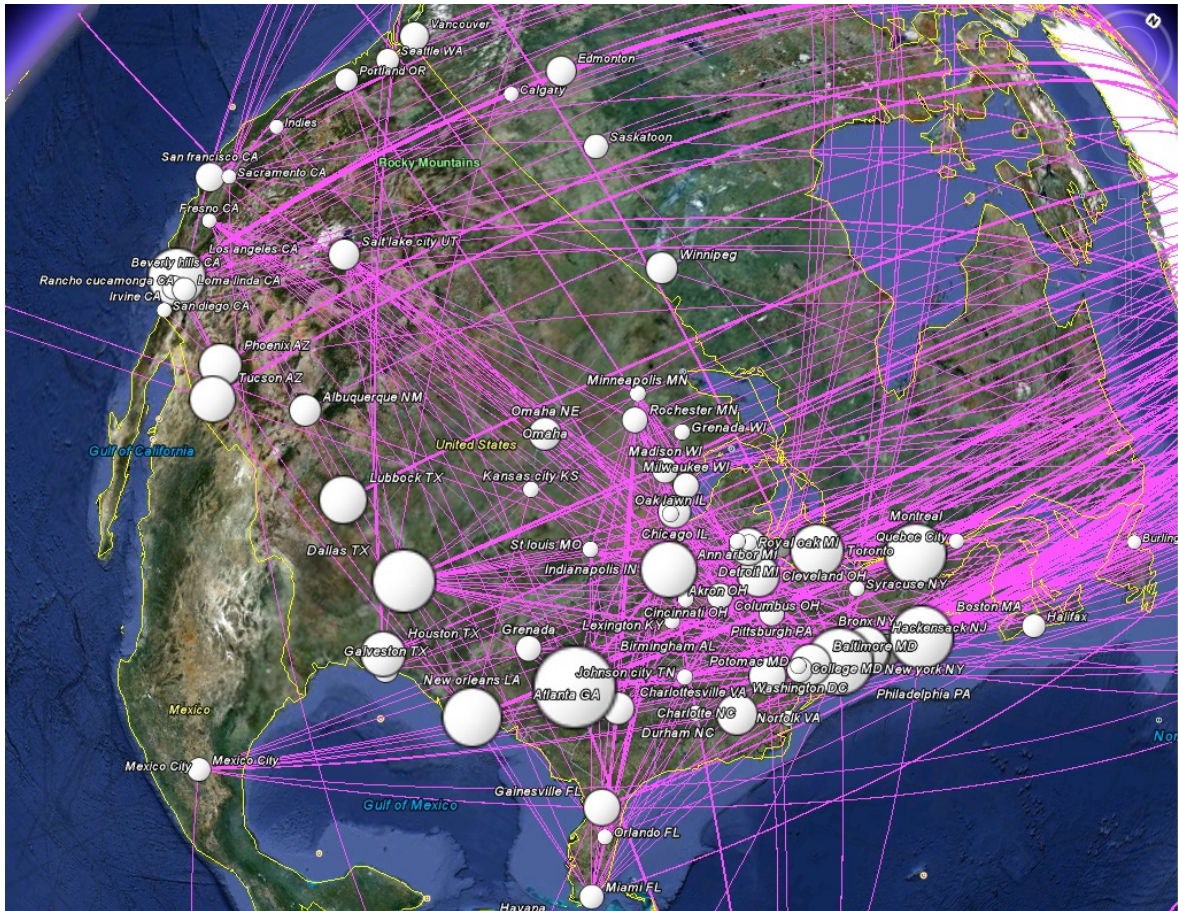 N
Vancouver
Seattle WA
Edmonton
Portland OR
Calgary
Indies
Saskatoon
San francisco CA
Rocky Mountains
Sacramento CA
Fresno CA
Los angeles CA
Salt lake city UT
Beverly hills CA
Winnipeg
Rancho cucamonga CA
Loma linda CA
Irvine CA
San diego CA
Phoenix AZ
Tucson AZ
Minneapolis MN
Albuquerque NM
Omaha NE
Rochester MN
Omaha
Grenada WI
United States
Gulf of California
Madison WI
Milwaukee WI
Lubbock TX
Kansas city KS
Oak lawn IL
Montreal
Chicago IL
Quebec City
Royal oak MI
Burling
St louis MO
Dallas TX
Ann arbor MI
Toronto
Indianapolis IN
Detroit MI
Cleveland OH
Syracuse NY
Akron OH
Columbus OH
Boston MA
Cincinnati OH
Halifax
Lexington KY
Bronx NY
Hackensack NJ
Pittsburgh PA
Houston TX
Grenada
Galveston TX
Birmingham AL
Baltimore MD
Potomac MD
College MD
New york NY
Johnson city TN
New orleans LA
Washington DC
Atlanta GA
Charlottesville VA
Philadelphia PA
Mexico
Charlotte NC
Norfolk VA
Durham NC
Nor
Mexico City
Mexico City
Gainesville FL
Gulf of Mexico
Orlando FL
Miami FL
Havana